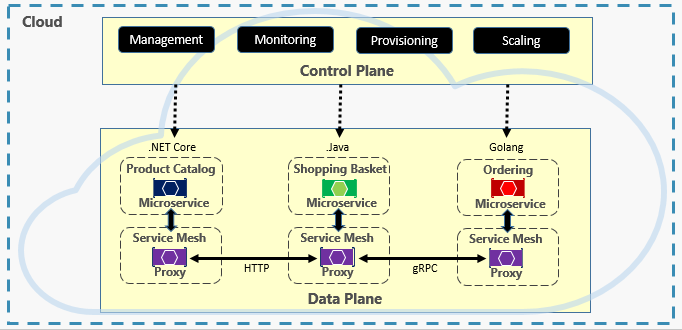 Cloud
Management
Monitoring
Provisioning
Scaling
Control Plane
.NET Core
.Java
Golang
Product Catalog
Microservice
Shopping Basket
Microservice
Ordering
Microservice
Service Mesh
Proxy
HTTP
Service Mesh
Proxy
gRPC
Service Mesh
Proxy
Data Plane